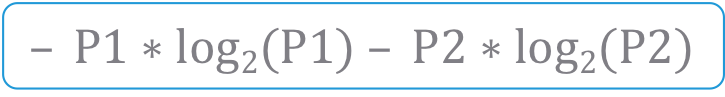 – P1 * log₂(P1) – P2 * log₂(P2)